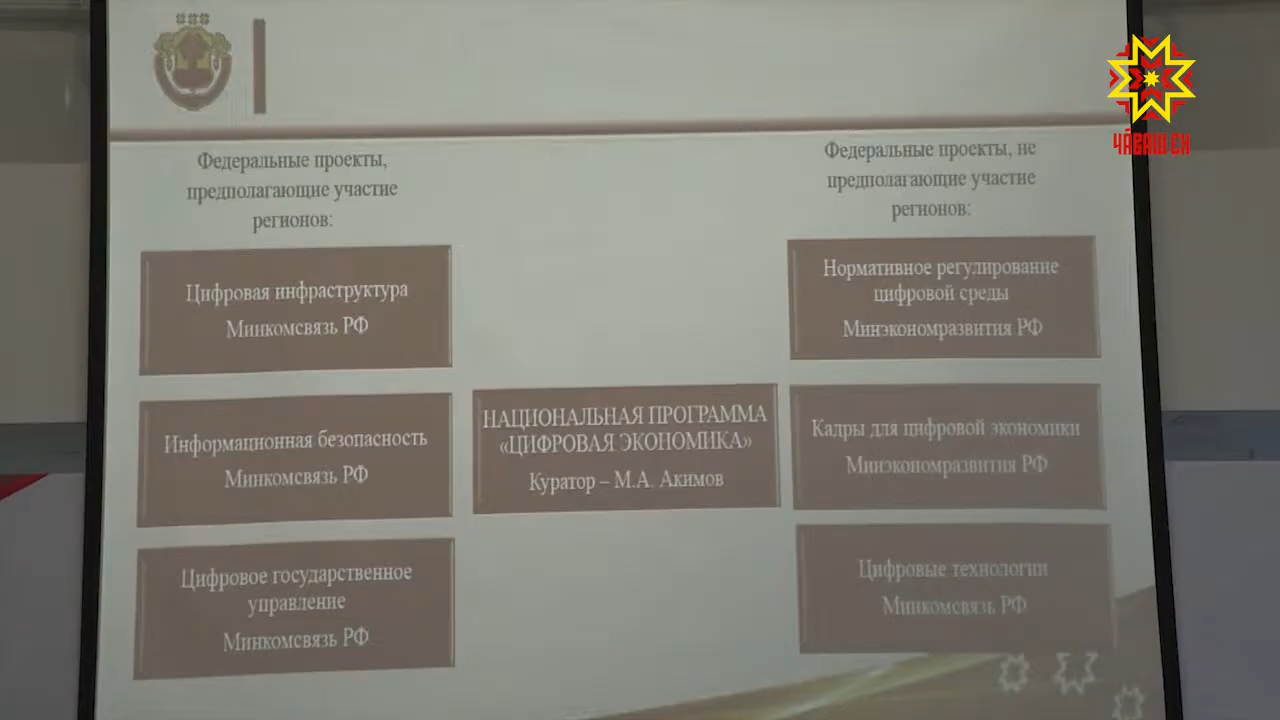 ЧӐВАШ ЕН
Федеральные проекты,
предполагающие участие
регионов:
Цифровая инфраструктура
Минкомсвязь РФ
Информационная безопасность
Минкомсвязь РФ
Цифровое государственное
управление
Минкомсвязь РФ
НАЦИОНАЛЬНАЯ ПРОГРАММА
«ЦИФРОВАЯ ЭКОНОМИКА»
Куратор – М.А. Акимов
Федеральные проекты, не
предполагающие участие
регионов:
Нормативное регулирование
цифровой среды
Минэкономразвития РФ
Кадры для цифровой экономики
Минэкономразвития РФ
Цифровые технологии
Минкомсвязь РФ